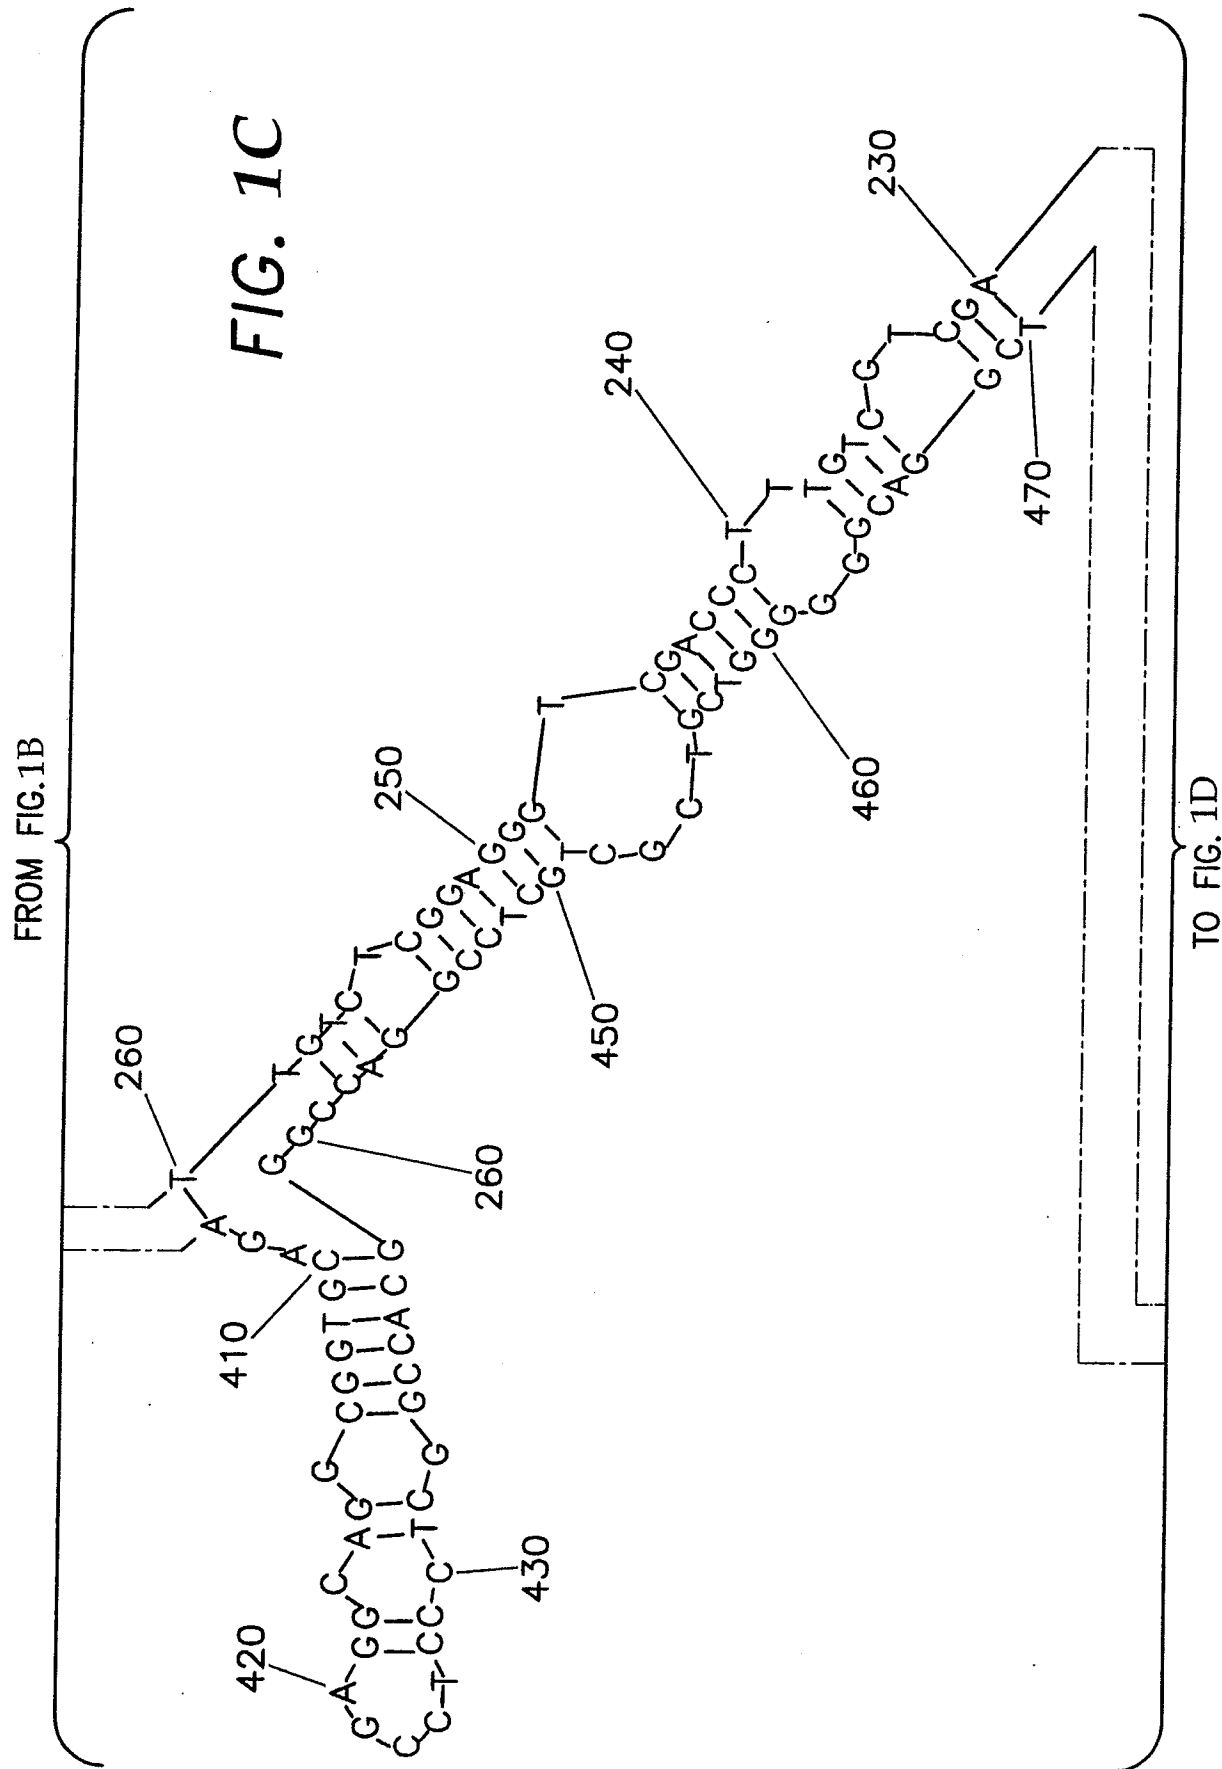 FIG. 1C
FROM FIG.1B
TO FIG. 1D
260
T T G T C T C G G A G G G T C G A C C C T T T G T C G T C G A
250
240
230
A G A C G T G G C G G A C G G A G C C T C C C T C G G C C A C G
410
420
430
G G C C A G G C C T C G T C G C T G C T G G G G G G C A G G C T
260
450
460
470